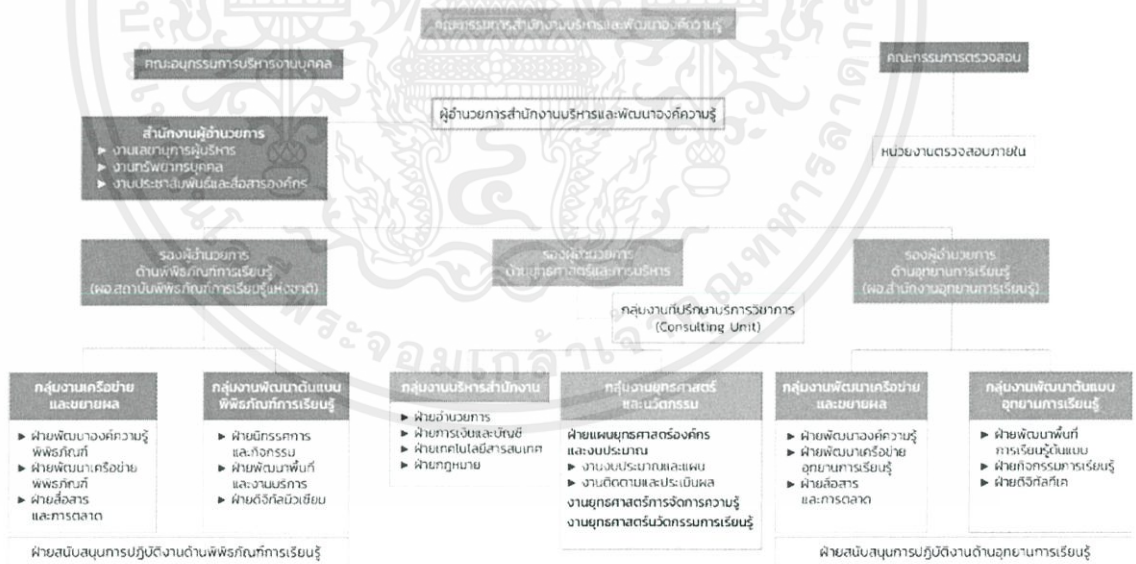 คณะกรรมการสำนักงานบริหารและพัฒนาองค์ความรู้
คณะอนุกรรมการบริหารงานบุคคล
คณะกรรมการตรวจสอบ
ผู้อำนวยการสำนักงานบริหารและพัฒนาองค์ความรู้
สำนักงานผู้อำนวยการ
► งานเลขานุการผู้บริหาร
► งานทรัพยากรบุคคล
► งานประชาสัมพันธ์และสื่อสารองค์กร
หน่วยงานตรวจสอบภายใน
รองผู้อำนวยการ
ด้านพิพิธภัณฑ์การเรียนรู้
(ผอ.สถาบันพิพิธภัณฑ์การเรียนรู้แห่งชาติ)
รองผู้อำนวยการ
ด้านยุทธศาสตร์และการบริหาร
รองผู้อำนวยการ
ด้านอุทยานการเรียนรู้
(ผอ.สำนักงานอุทยานการเรียนรู้)
กลุ่มงานที่ปรึกษาบริการวิชาการ
(Consulting Unit)
กลุ่มงานเครือข่าย
และขยายผล
► ฝ่ายพัฒนาองค์ความรู้
พิพิธภัณฑ์
► ฝ่ายพัฒนาเครือข่าย
พิพิธภัณฑ์
► ฝ่ายสื่อสาร
และการตลาด
กลุ่มงานพัฒนาต้นแบบ
พิพิธภัณฑ์การเรียนรู้
► ฝ่ายนิทรรศการ
และกิจกรรม
► ฝ่ายพัฒนาพื้นที่
และงานบริการ
► ฝ่ายดิจิทัลมิวเซียม
ฝ่ายสนับสนุนการปฏิบัติงานด้านพิพิธภัณฑ์การเรียนรู้
กลุ่มงานบริหารสำนักงาน
► ฝ่ายอำนวยการ
► ฝ่ายการเงินและบัญชี
► ฝ่ายเทคโนโลยีสารสนเทศ
► ฝ่ายกฎหมาย
กลุ่มงานยุทธศาสตร์
และนวัตกรรม
ฝ่ายแผนยุทธศาสตร์องค์กร
และงบประมาณ
► งานงบประมาณและแผน
► งานติดตามและประเมินผล
งานยุทธศาสตร์การจัดการความรู้
งานยุทธศาสตร์นวัตกรรมการเรียนรู้
กลุ่มงานพัฒนาเครือข่าย
และขยายผล
► ฝ่ายพัฒนาองค์ความรู้
► ฝ่ายพัฒนาเครือข่าย
อุทยานการเรียนรู้
► ฝ่ายสื่อสาร
และการตลาด
กลุ่มงานพัฒนาต้นแบบ
อุทยานการเรียนรู้
► ฝ่ายพัฒนาพื้นที่
การเรียนรู้ต้นแบบ
► ฝ่ายกิจกรรมการเรียนรู้
► ฝ่ายดิจิทัลทีเค
ฝ่ายสนับสนุนการปฏิบัติงานด้านอุทยานการเรียนรู้
พระจอมเกล้าเจ้าคุณทหารลาดกระบัง